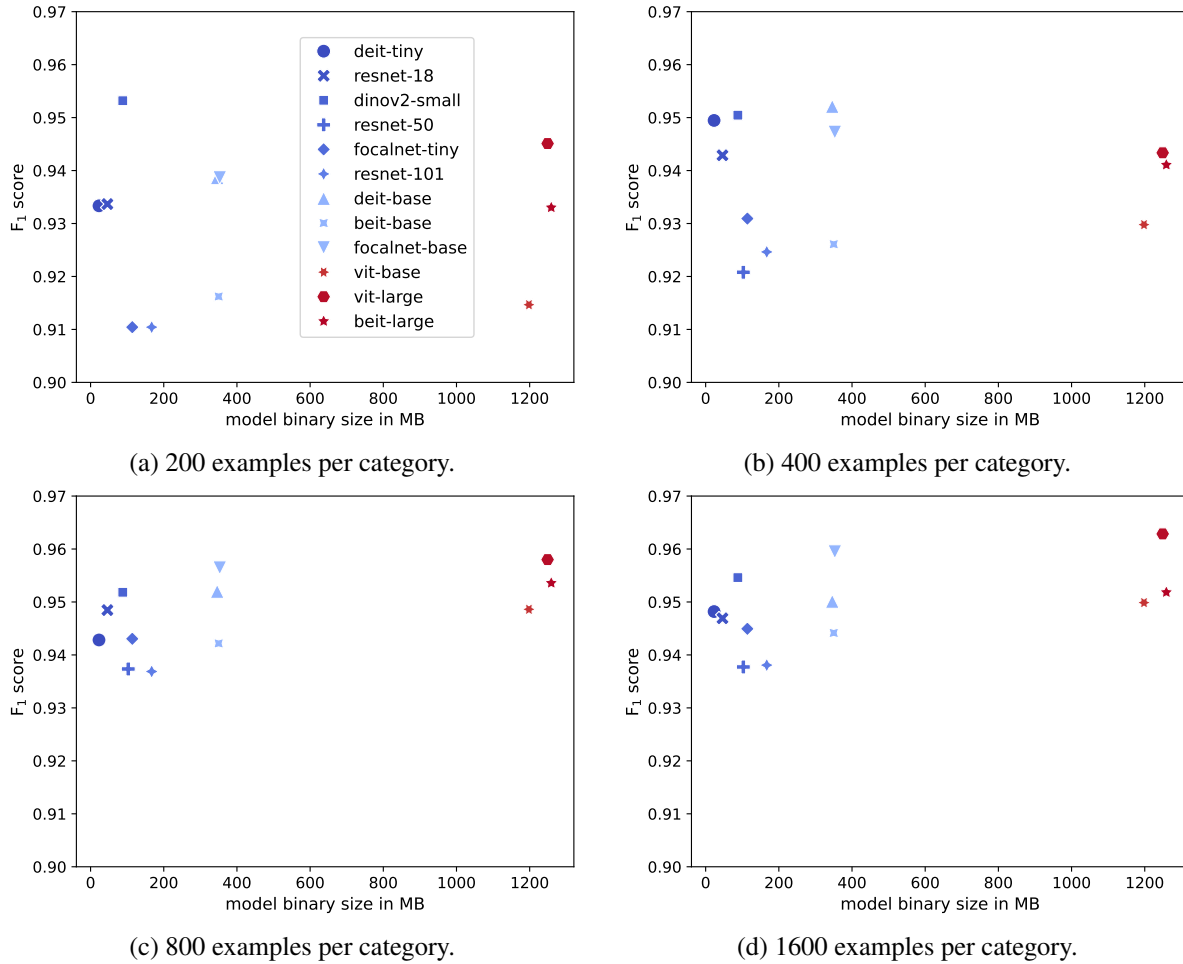 0.97
0.96
0.95
0.94
0.93
0.92
0.91
0.90
F1 score
deit-tiny
resnet-18
dinov2-small
resnet-50
focalnet-tiny
resnet-101
deit-base
beit-base
focalnet-base
vit-base
vit-large
beit-large
0 200 400 600 800 1000 1200
model binary size in MB
(a) 200 examples per category.
0.97
0.96
0.95
0.94
0.93
0.92
0.91
0.90
F1 score
0 200 400 600 800 1000 1200
model binary size in MB
(b) 400 examples per category.
0.97
0.96
0.95
0.94
0.93
0.92
0.91
0.90
F1 score
0 200 400 600 800 1000 1200
model binary size in MB
(c) 800 examples per category.
0.97
0.96
0.95
0.94
0.93
0.92
0.91
0.90
F1 score
0 200 400 600 800 1000 1200
model binary size in MB
(d) 1600 examples per category.